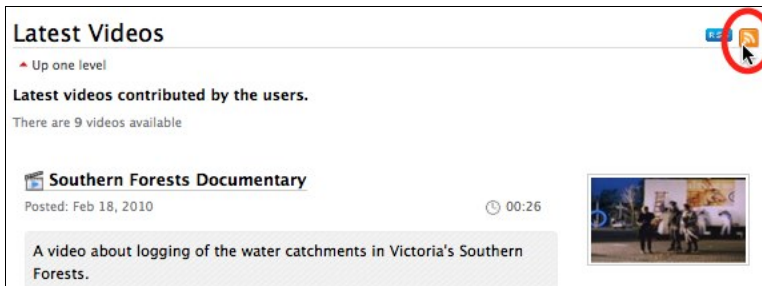 Latest Videos
RSS
Up one level
Latest videos contributed by the users.
There are 9 videos available
Southern Forests Documentary
Posted: Feb 18, 2010 00:26
A video about logging of the water catchments in Victoria's Southern
Forests.